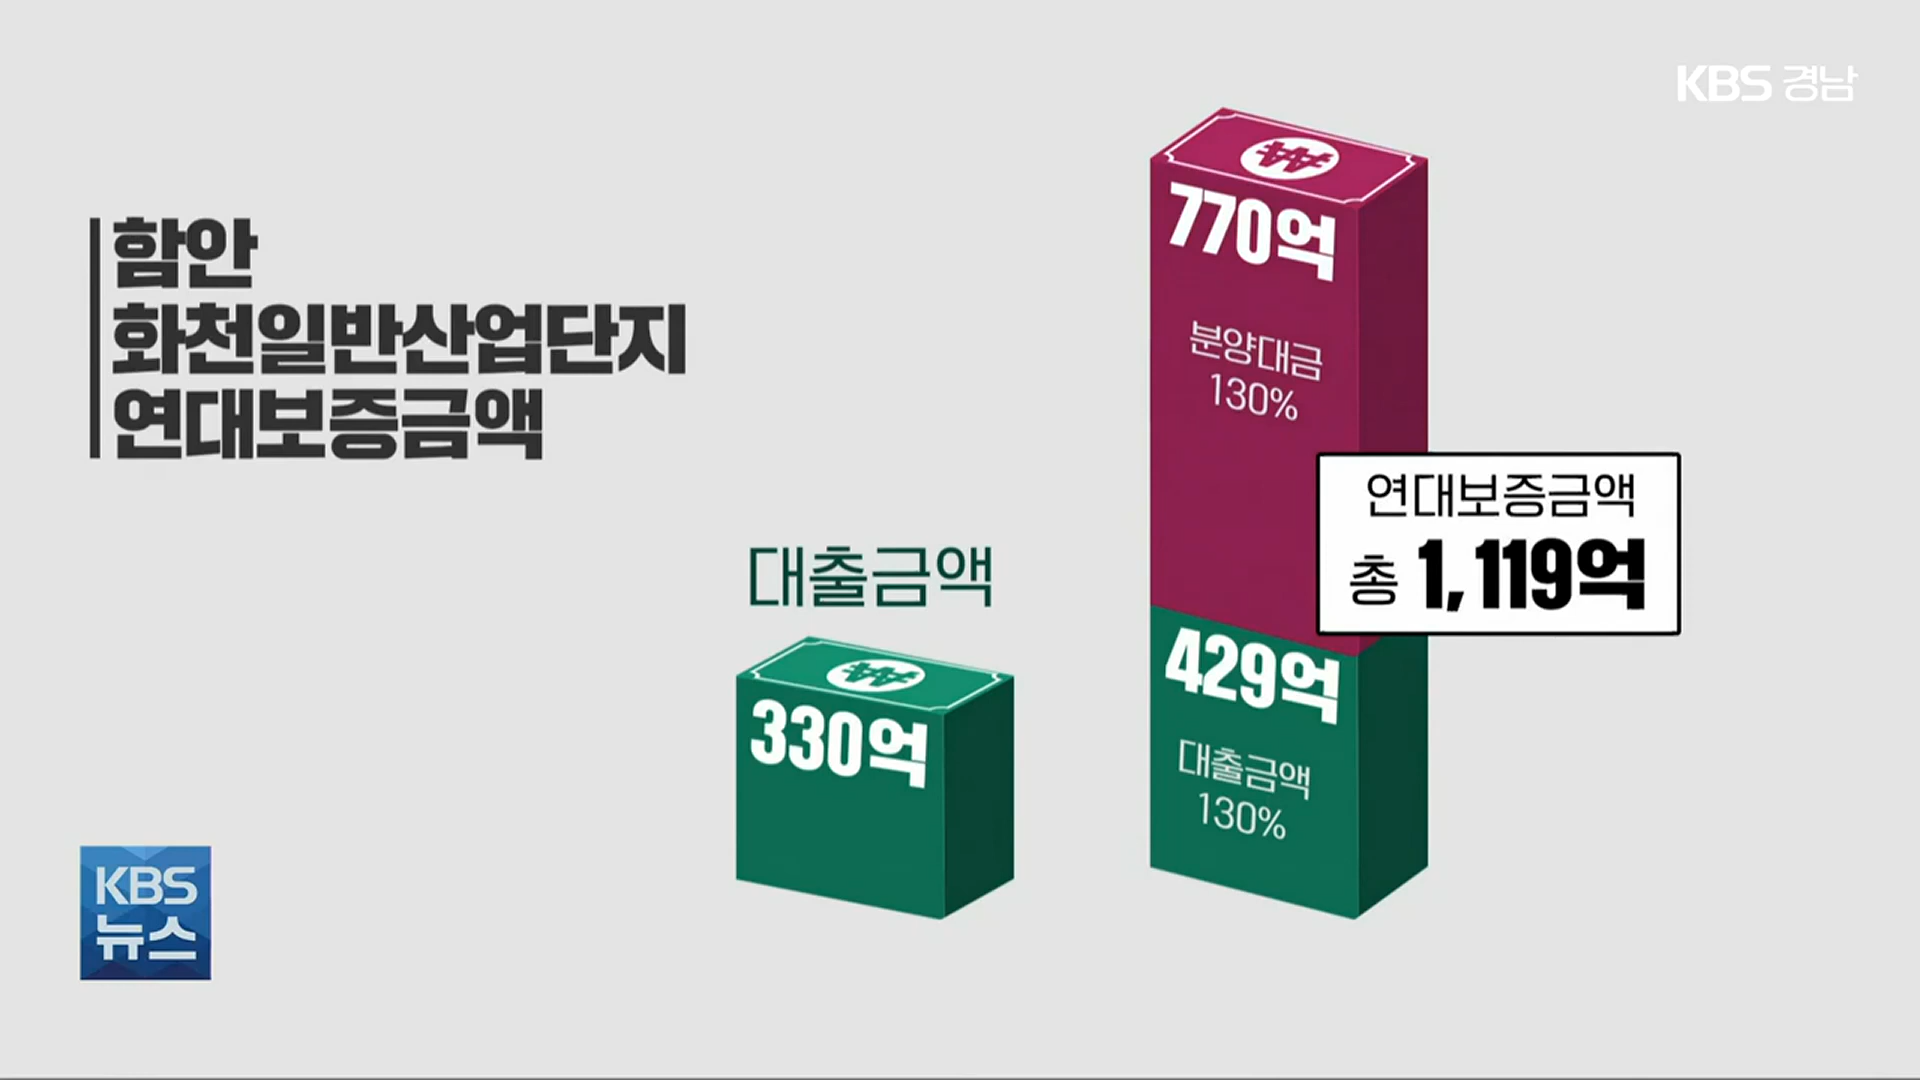 KBS 경남
함안
화천일반산업단지
연대보증금액
대출금액
₩
330억
₩
770억
분양대금
130%
429억
대출금액
130%
연대보증금액
총 1,119억
KBS
뉴스